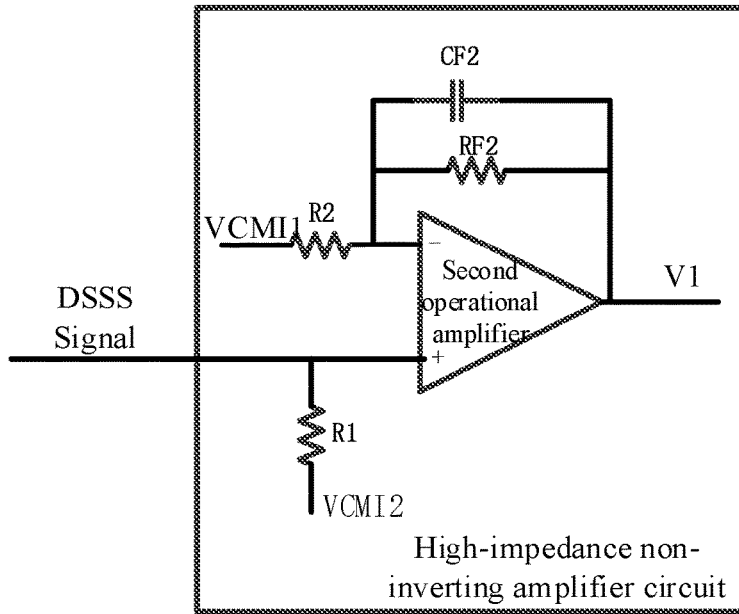 CF2
RF2
R2
VCMI1
−
Second
operational
amplifier
V1
DSSS
Signal
+
R1
VCMI2
High-impedance non-
inverting amplifier circuit